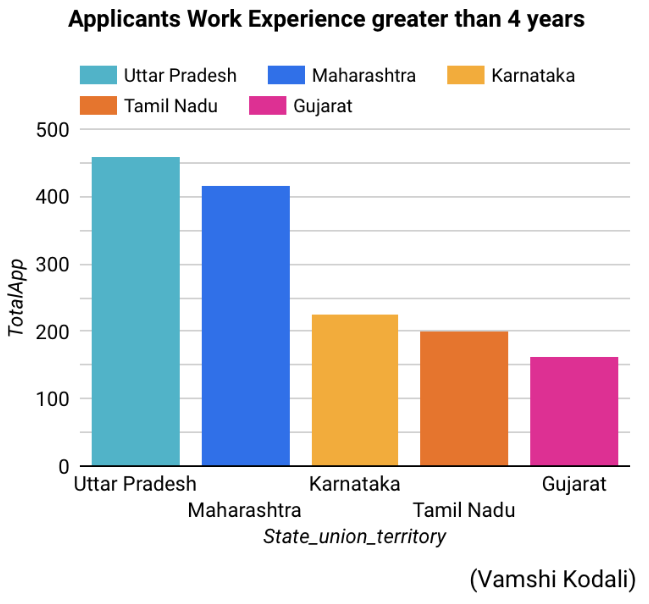 Applicants Work Experience greater than 4 years
Uttar Pradesh Maharashtra Karnataka
Tamil Nadu Gujarat
500
400
300
200
100
0
TotalApp
Uttar Pradesh Karnataka Gujarat
Maharashtra Tamil Nadu
State_union_territory
(Vamshi Kodali)